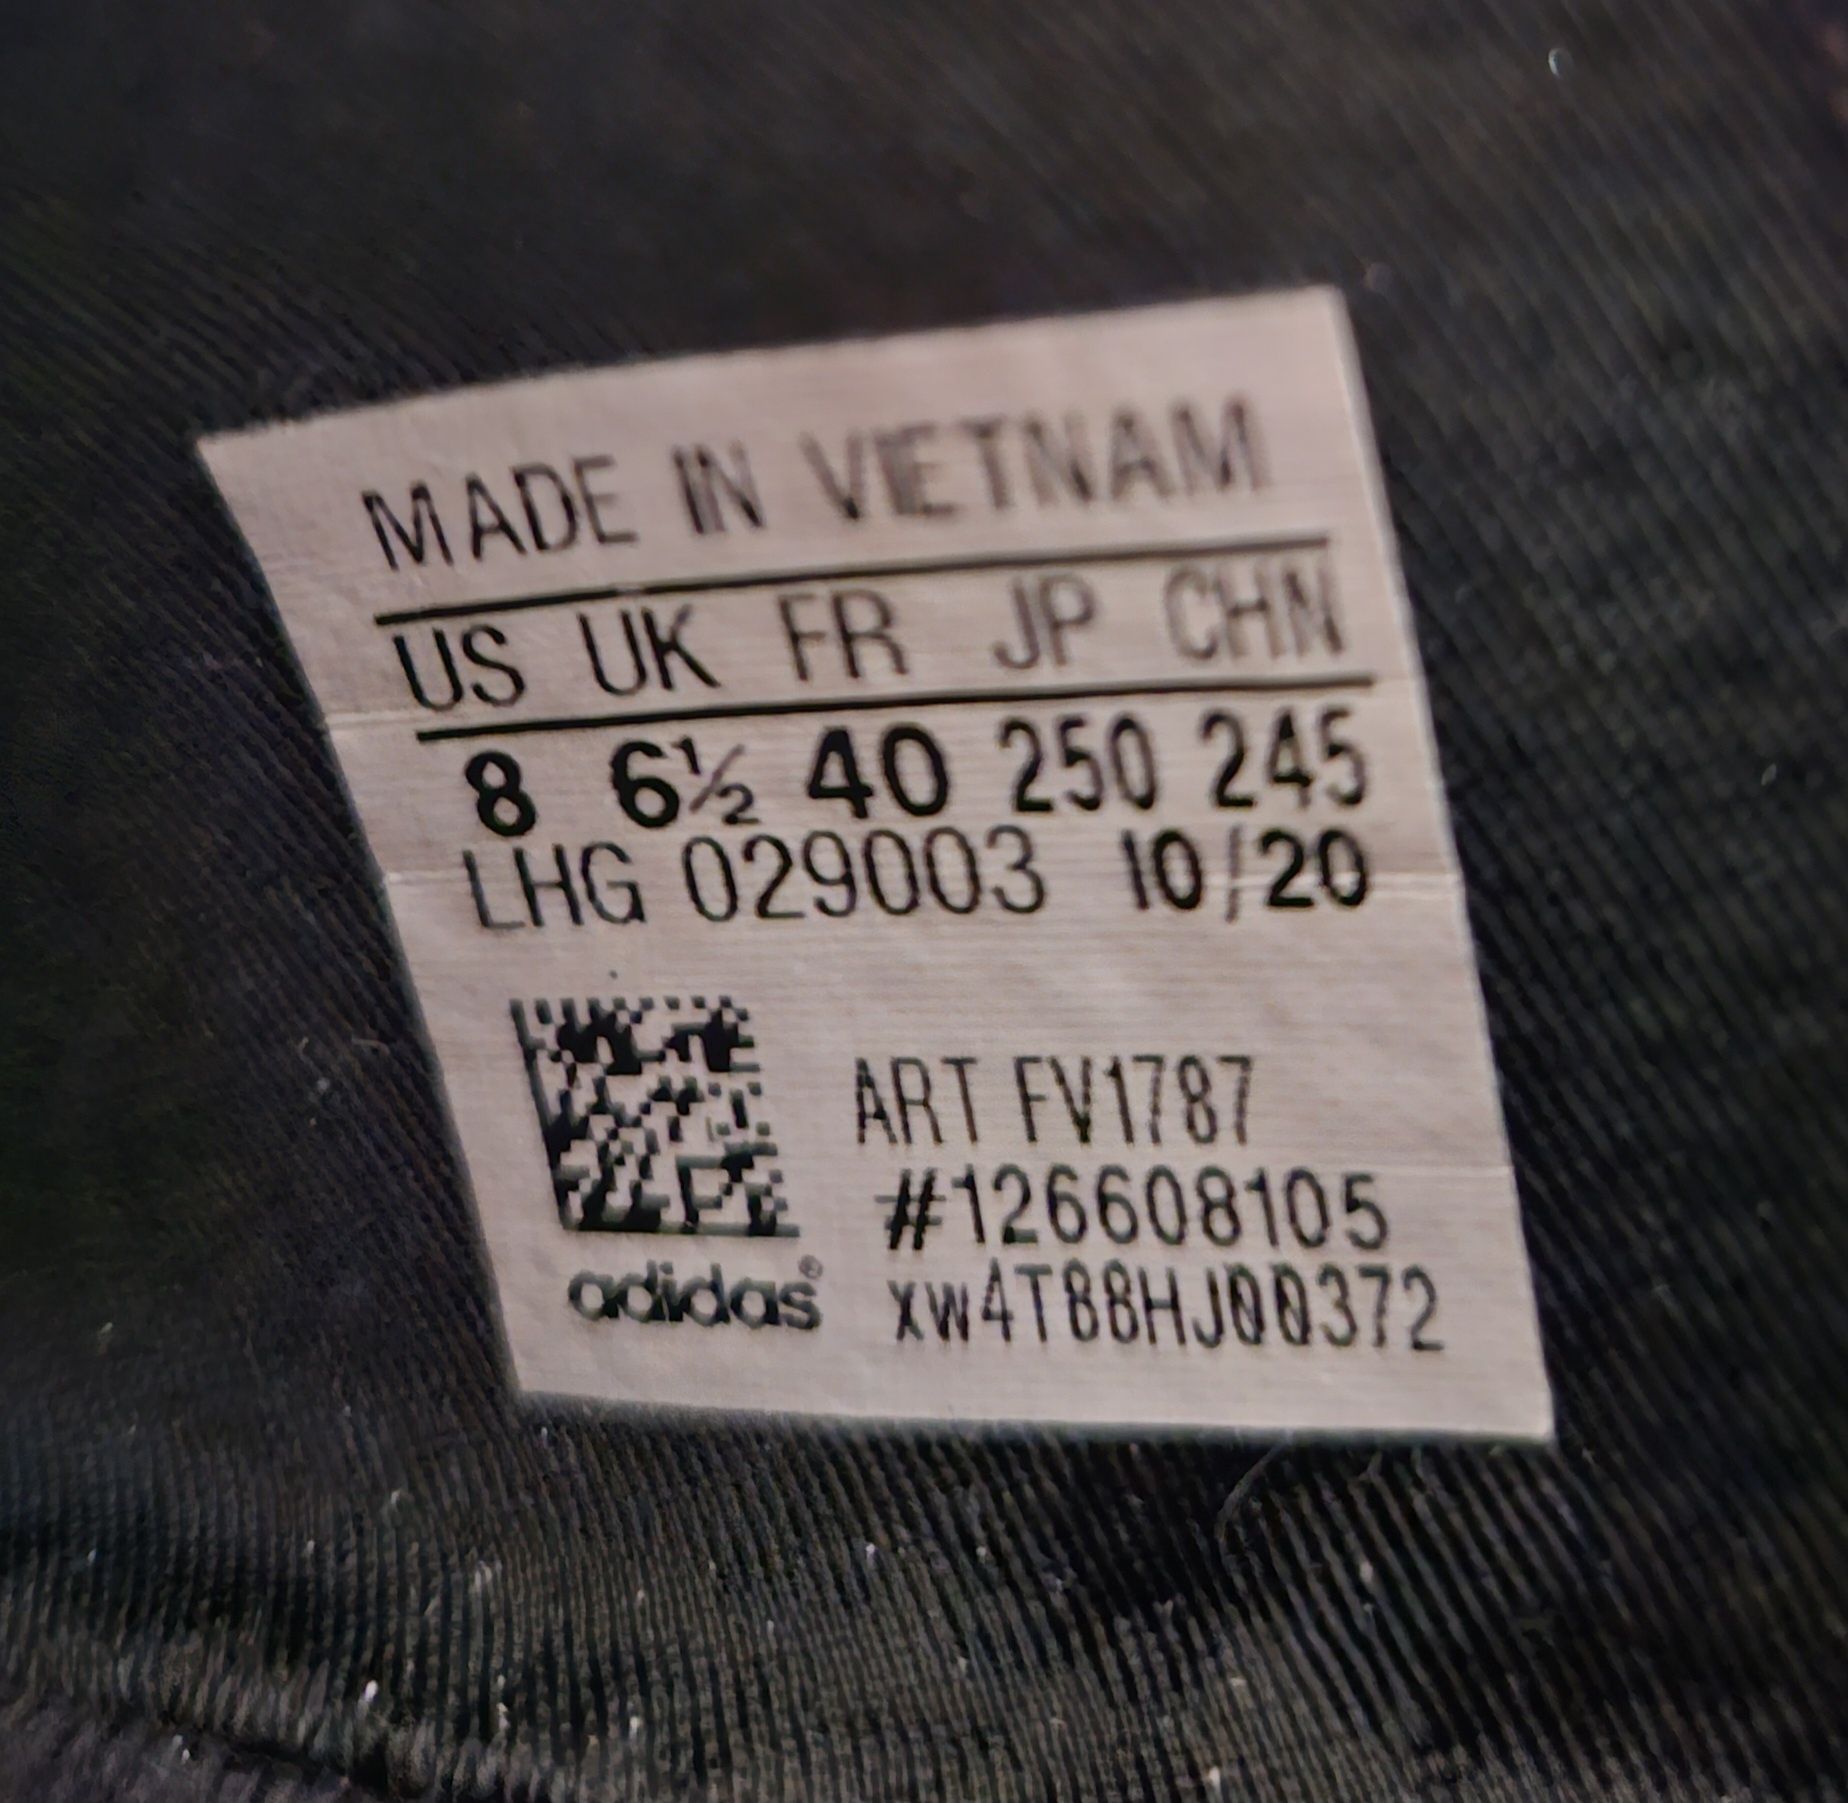 MADE IN VIETNAM
US UK FR JP CHN
8 6½ 40 250 245
LHG 029003 10/20
ART FV1787
#126608105
adidas® xw4T88HJ00372